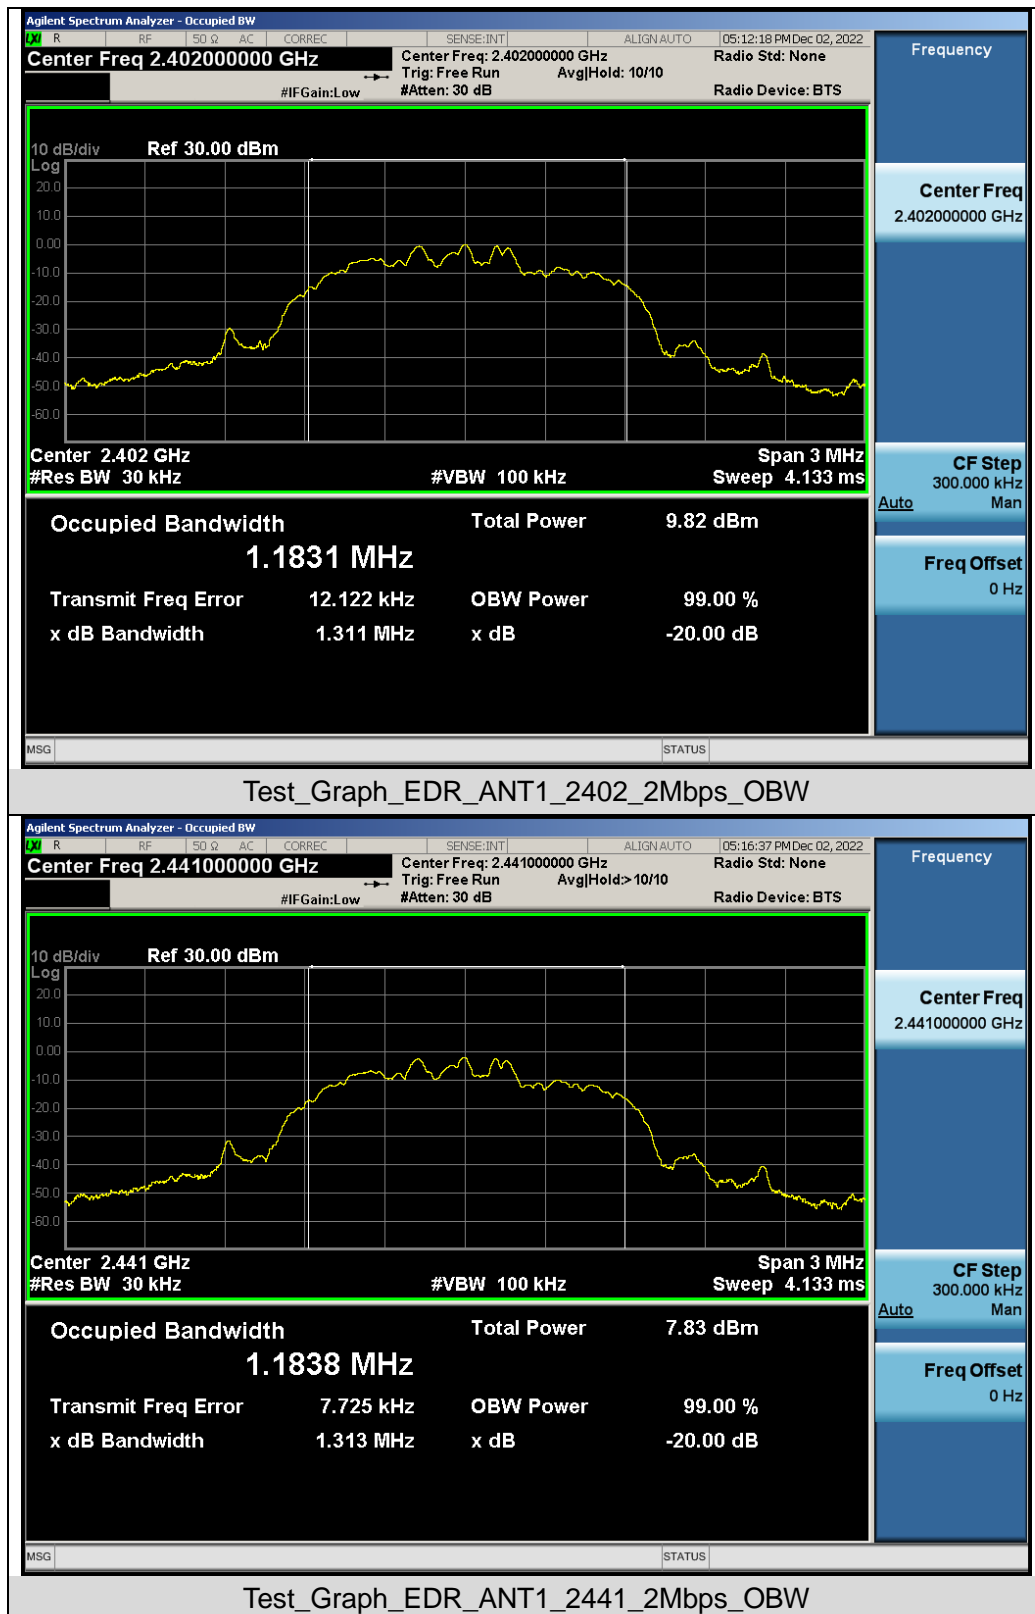 Agilent Spectrum Analyzer - Occupied BW
LXI R RF 50 Ω AC CORREC SENSE:INT ALIGN AUTO 05:12:18 PM Dec 02, 2022
Center Freq 2.402000000 GHz
Center Freq: 2.402000000 GHz Radio Std: None
Trig: Free Run Avg|Hold: 10/10
#IFGain:Low #Atten: 30 dB Radio Device: BTS
Frequency
10 dB/div Ref 30.00 dBm
Log
20.0
10.0
0.00
-10.0
-20.0
-30.0
-40.0
-50.0
-60.0
Center 2.402 GHz Span 3 MHz
#Res BW 30 kHz #VBW 100 kHz Sweep 4.133 ms
Center Freq
2.402000000 GHz
CF Step
300.000 kHz
Auto Man
Freq Offset
0 Hz
Occupied Bandwidth Total Power 9.82 dBm
1.1831 MHz
Transmit Freq Error 12.122 kHz OBW Power 99.00 %
x dB Bandwidth 1.311 MHz x dB -20.00 dB
MSG STATUS
Test_Graph_EDR_ANT1_2402_2Mbps_OBW
Agilent Spectrum Analyzer - Occupied BW
LXI R RF 50 Ω AC CORREC SENSE:INT ALIGN AUTO 05:16:37 PM Dec 02, 2022
Center Freq 2.441000000 GHz
Center Freq: 2.441000000 GHz Radio Std: None
Trig: Free Run Avg|Hold:> 10/10
#IFGain:Low #Atten: 30 dB Radio Device: BTS
Frequency
10 dB/div Ref 30.00 dBm
Log
20.0
10.0
0.00
-10.0
-20.0
-30.0
-40.0
-50.0
-60.0
Center 2.441 GHz Span 3 MHz
#Res BW 30 kHz #VBW 100 kHz Sweep 4.133 ms
Center Freq
2.441000000 GHz
CF Step
300.000 kHz
Auto Man
Freq Offset
0 Hz
Occupied Bandwidth Total Power 7.83 dBm
1.1838 MHz
Transmit Freq Error 7.725 kHz OBW Power 99.00 %
x dB Bandwidth 1.313 MHz x dB -20.00 dB
MSG STATUS
Test_Graph_EDR_ANT1_2441_2Mbps_OBW